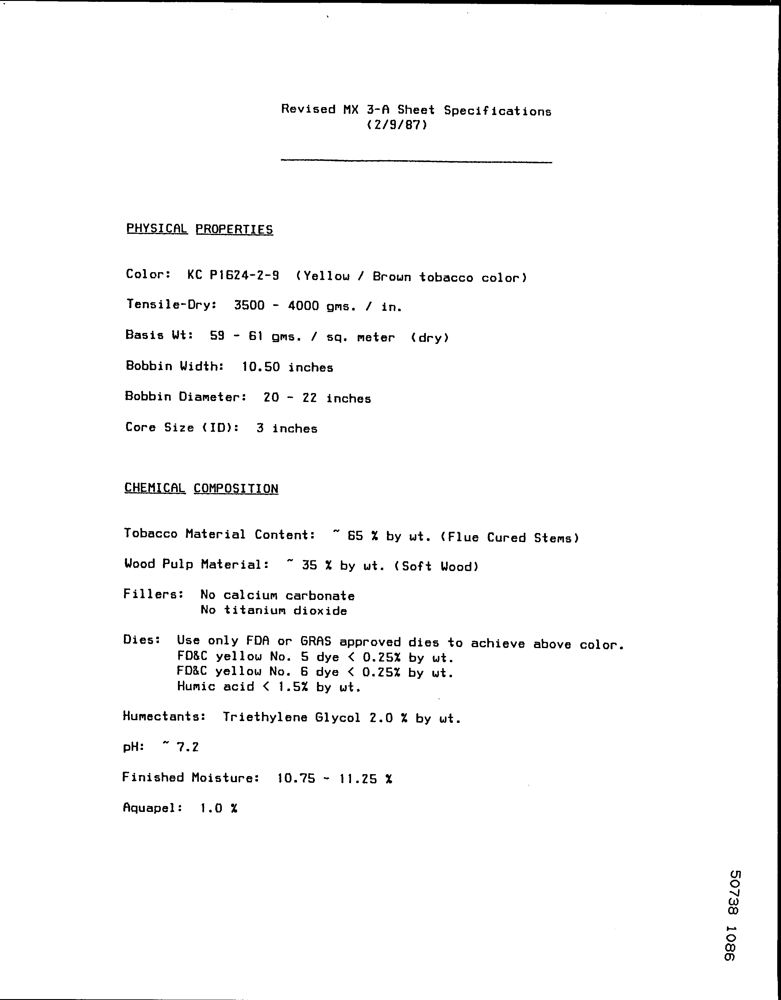 Revised MX 3-A Sheet Specifications
(2/9/87)
PHYSICAL PROPERTIES
Color: KC P1624-2-9 (Yellow / Brown tobacco color)
Tensile-Dry: 3500 - 4000 gms. / in.
Basis Wt: 59 - 61 gms. / sq. meter (dry)
Bobbin Width: 10.50 inches
Bobbin Diameter: 20 - 22 inches
Core Size (ID): 3 inches
CHEMICAL COMPOSITION
Tobacco Material Content: ~ 65 % by wt. (Flue Cured Stems)
Wood Pulp Material: ~ 35 % by wt. (Soft Wood)
Fillers: No calcium carbonate
No titanium dioxide
Dies: Use only FDA or GRAS approved dies to achieve above color.
FD&C yellow No. 5 dye < 0.25% by wt.
FD&C yellow No. 6 dye < 0.25% by wt.
Humic acid < 1.5% by wt.
Humectants: Triethylene Glycol 2.0 % by wt.
pH: ~ 7.2
Finished Moisture: 10.75 - 11.25 %
Aquapel: 1.0 %
50738 1086